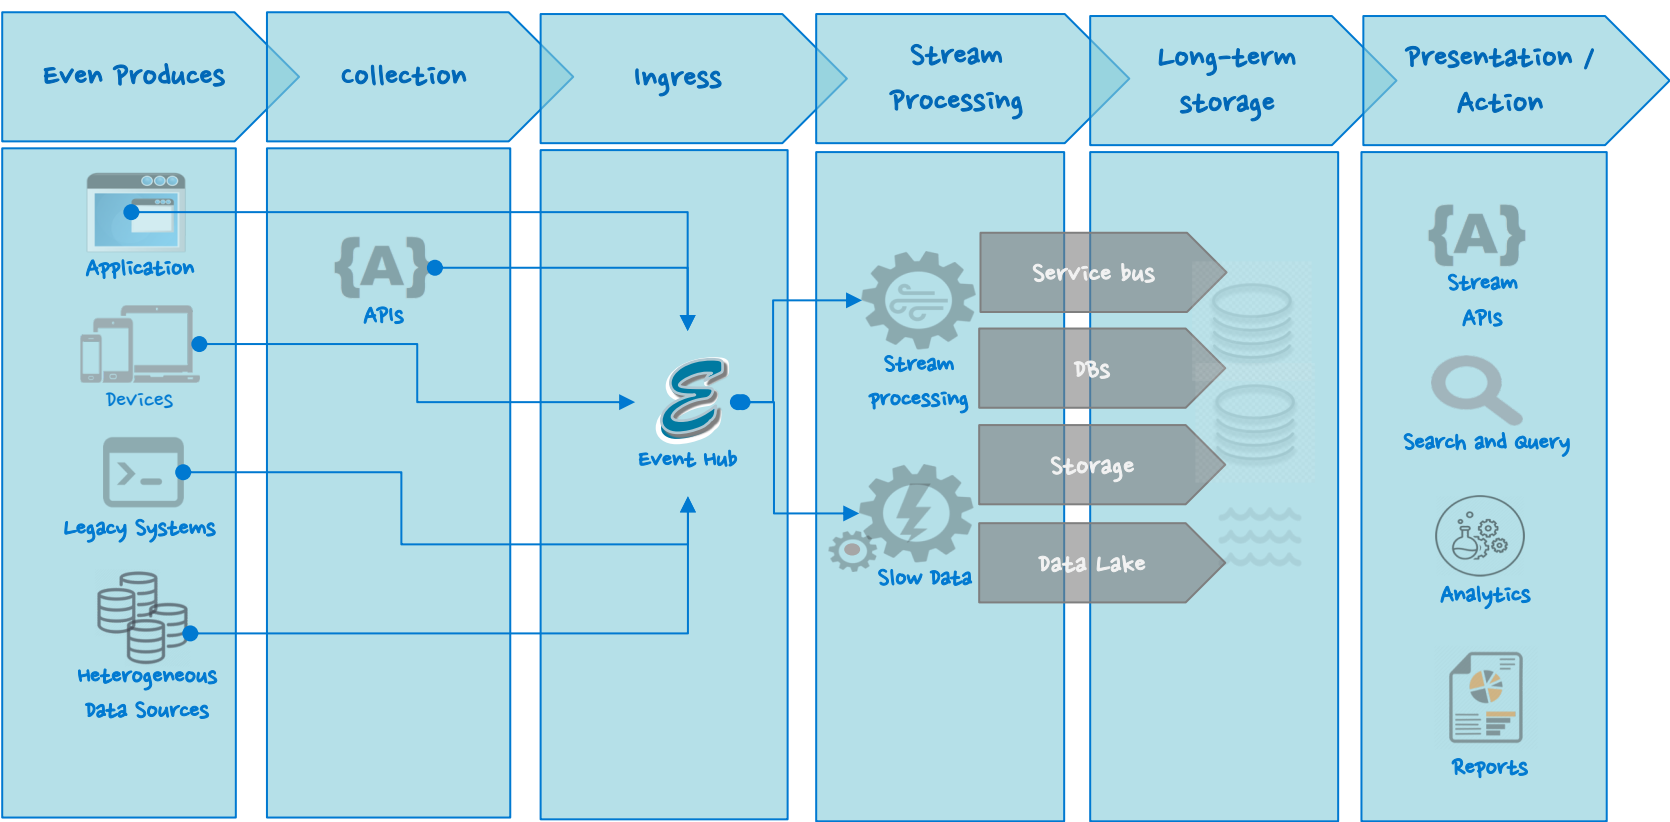 Even Produces
Collection
Ingress
Stream
Processing
Long-term
storage
Presentation /
Action
Application
Devices
Legacy Systems
Heterogeneous
Data Sources
{A}
APIs
E
Event Hub
Stream
processing
Slow Data
Service bus
DBs
Storage
Data Lake
{A}
Stream
APIs
Search and Query
Analytics
Reports